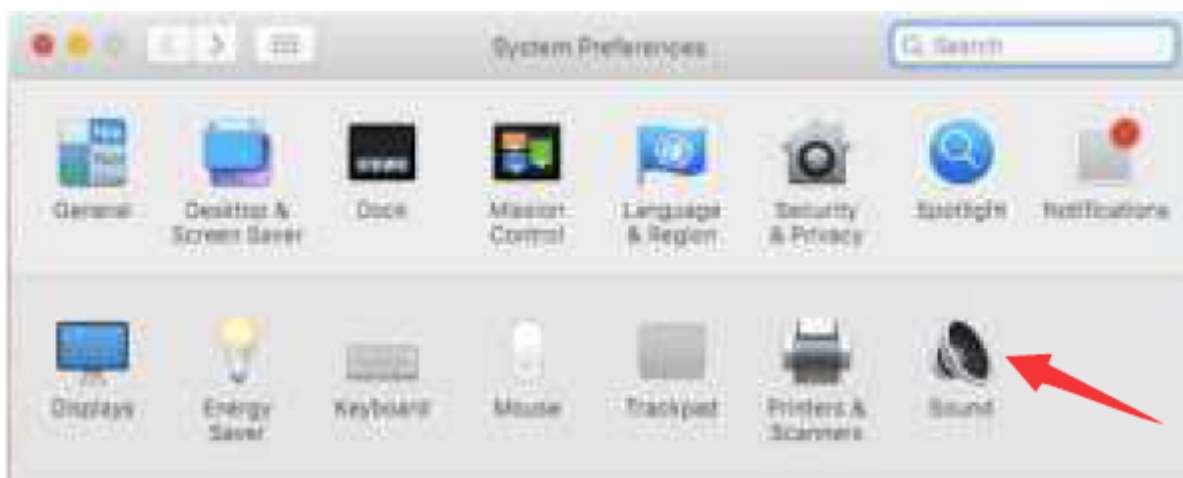 System Preferences
Search
General
Desktop &
Screen Saver
Dock
Mission
Control
Language
& Region
Security
& Privacy
Spotlight
Notifications
Displays
Energy
Saver
Keyboard
Mouse
Trackpad
Printers &
Scanners
Sound